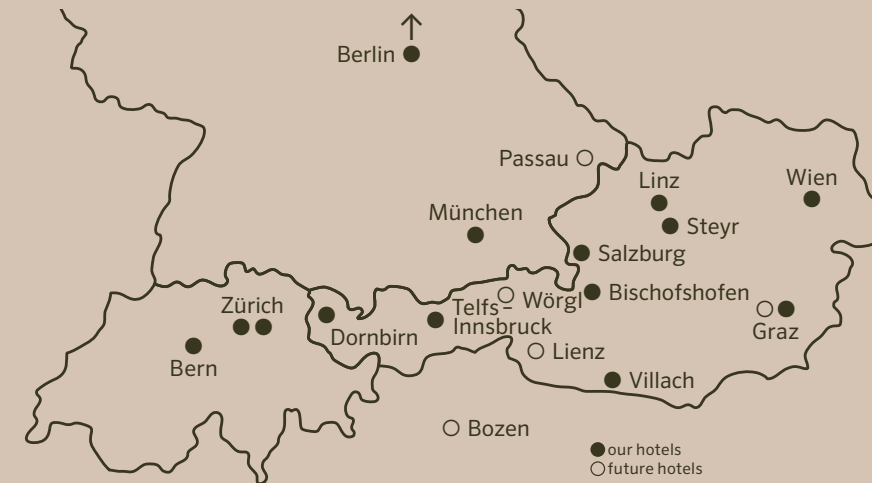 Berlin
Passau
Linz
Wien
München
Steyr
Salzburg
Bischofshofen
Wörgl
Telfs-
Innsbruck
Zürich
Dornbirn
Graz
Bern
Lienz
Villach
Bozen
our hotels
future hotels